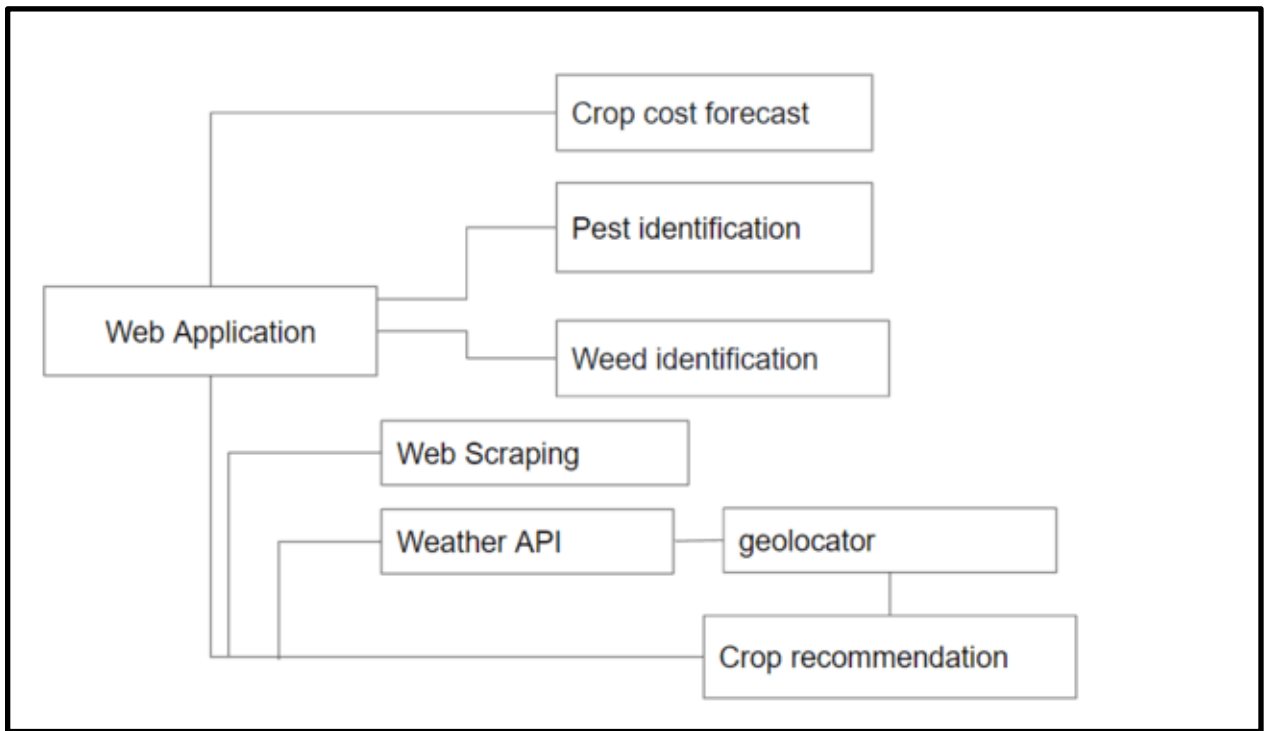 Crop cost forecast
Pest identification
Web Application
Weed identification
Web Scraping
Weather API
geolocator
Crop recommendation